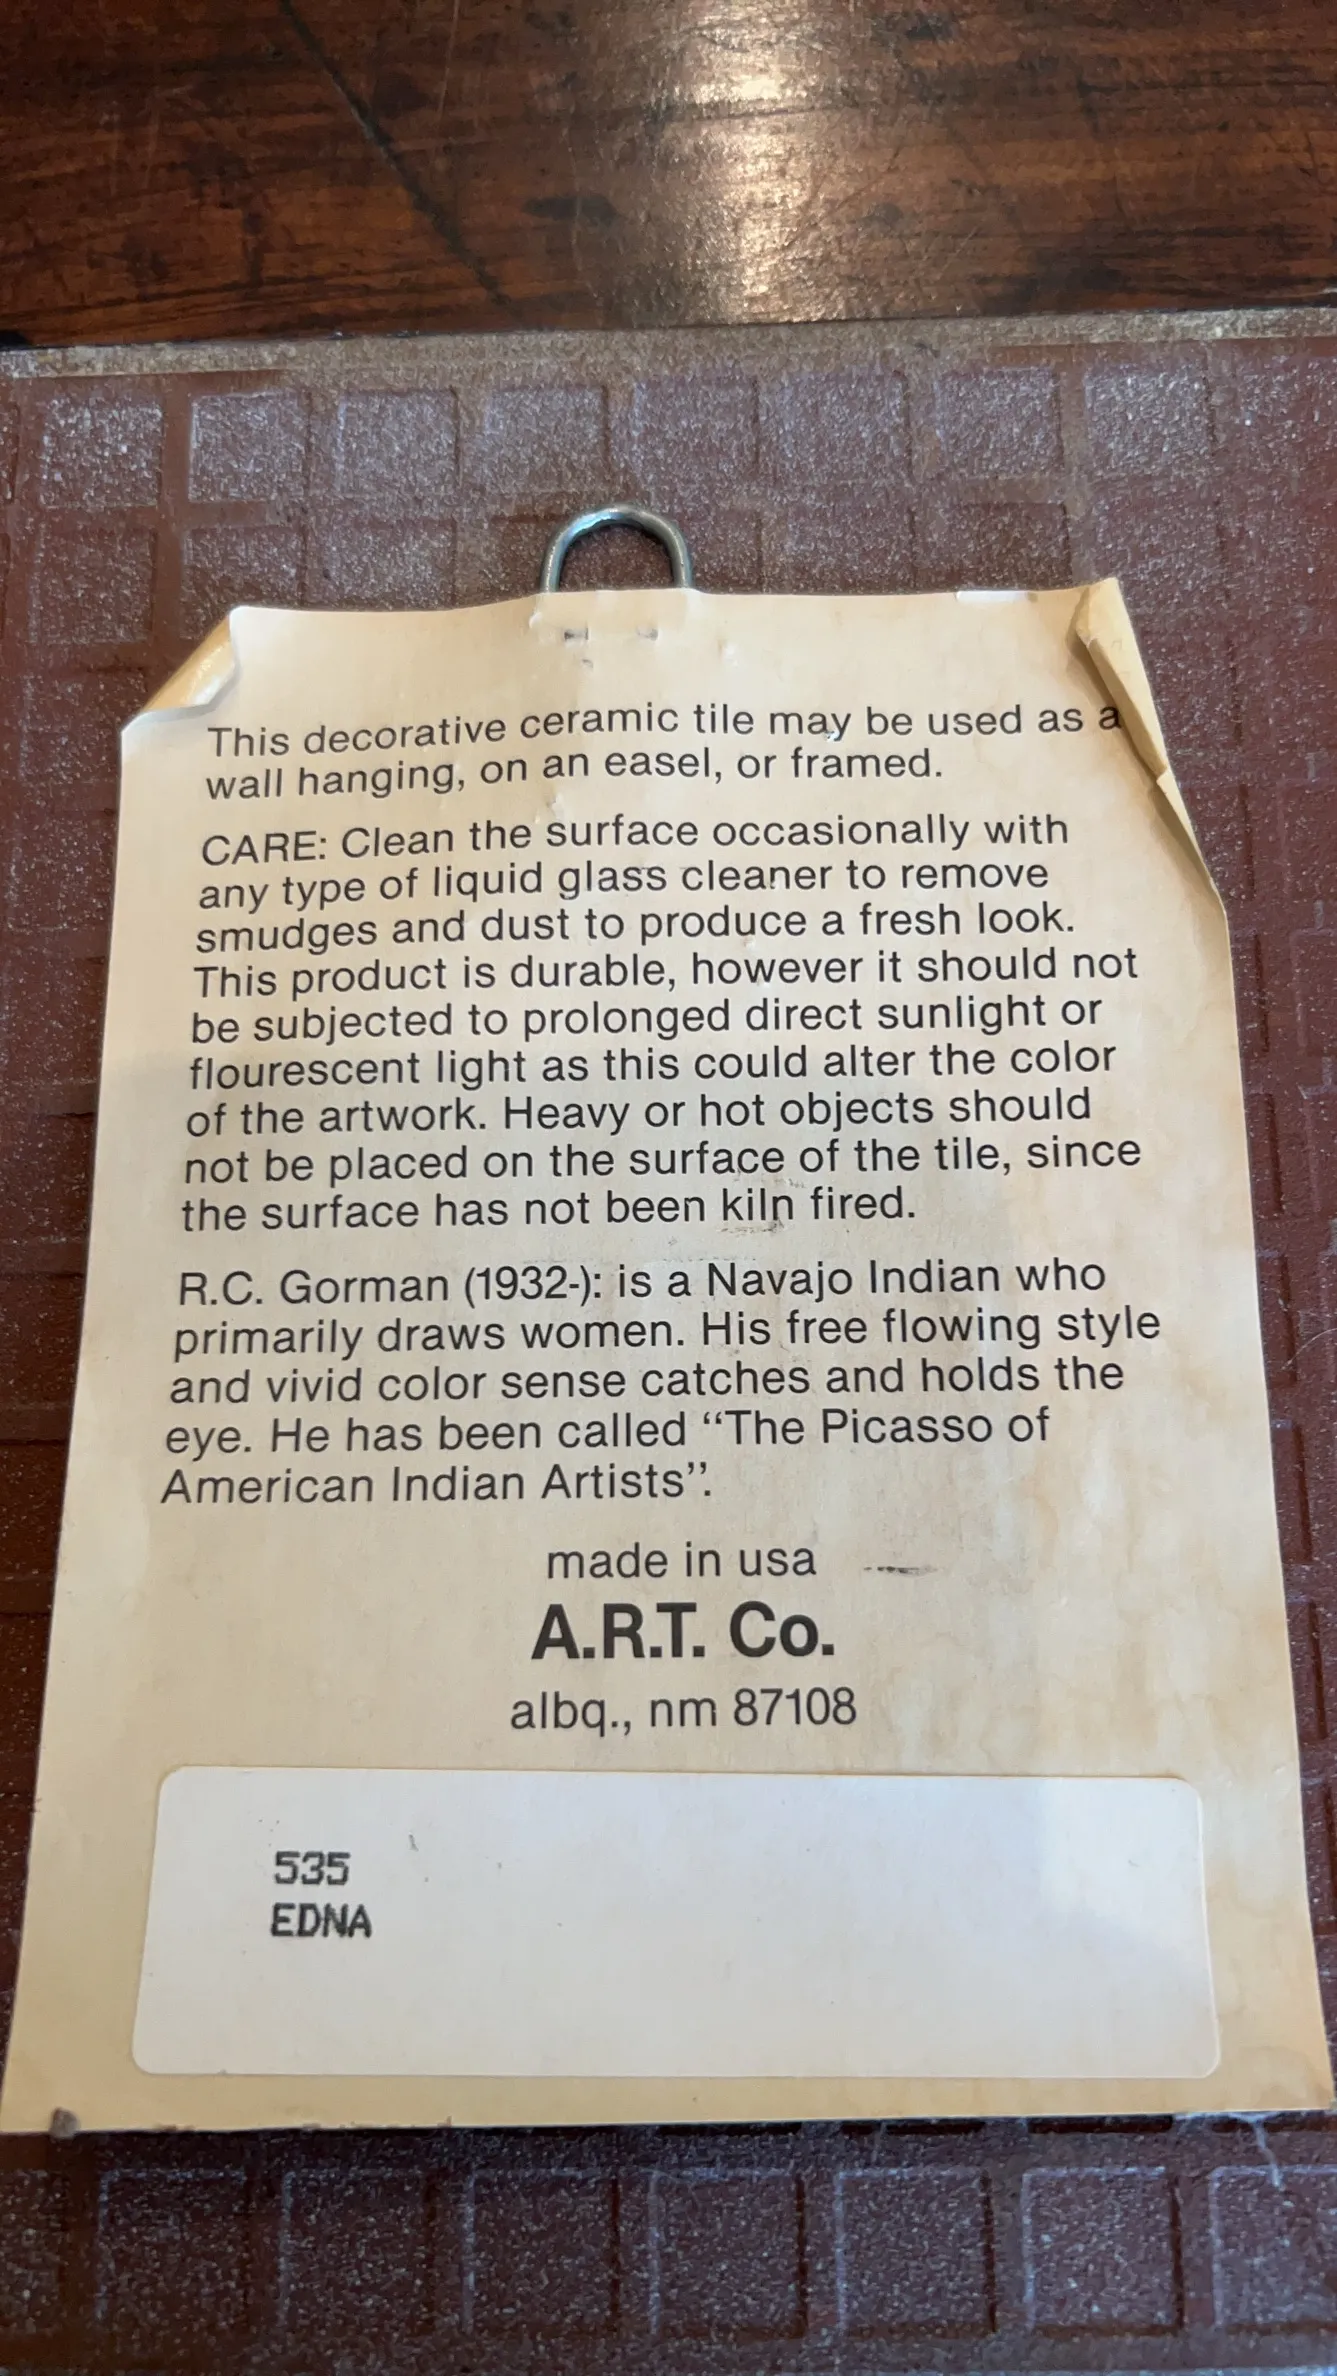 This decorative ceramic tile may be used as a
wall hanging, on an easel, or framed.
CARE: Clean the surface occasionally with
any type of liquid glass cleaner to remove
smudges and dust to produce a fresh look.
This product is durable, however it should not
be subjected to prolonged direct sunlight or
flourescent light as this could alter the color
of the artwork. Heavy or hot objects should
not be placed on the surface of the tile, since
the surface has not been kiln fired.
R.C. Gorman (1932-): is a Navajo Indian who
primarily draws women. His free flowing style
and vivid color sense catches and holds the
eye. He has been called “The Picasso of
American Indian Artists”.
made in usa
A.R.T. Co.
albq., nm 87108
535
EDNA